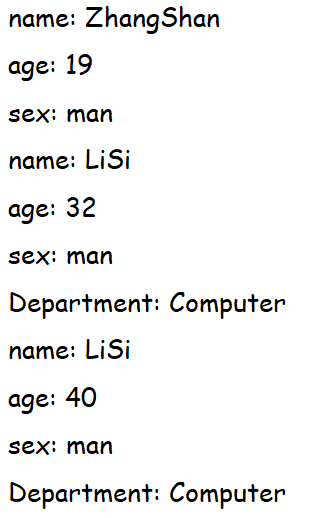 name: ZhangShan
age: 19
sex: man
name: LiSi
age: 32
sex: man
Department: Computer
name: LiSi
age: 40
sex: man
Department: Computer